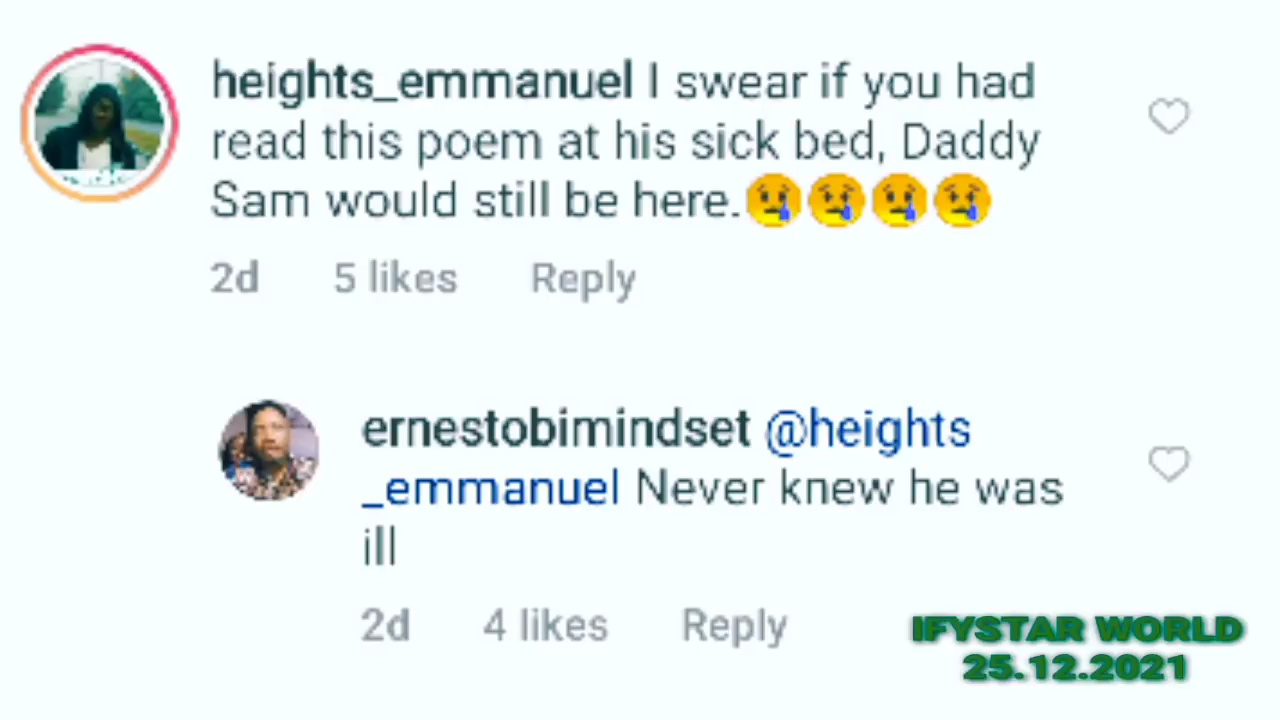 heights_emmanuel I swear if you had
read this poem at his sick bed, Daddy
Sam would still be here.😢😢😢😢
2d 5 likes Reply
ernestobimindset @heights
_emmanuel Never knew he was
ill
2d 4 likes Reply
IFYSTAR WORLD
25.12.2021